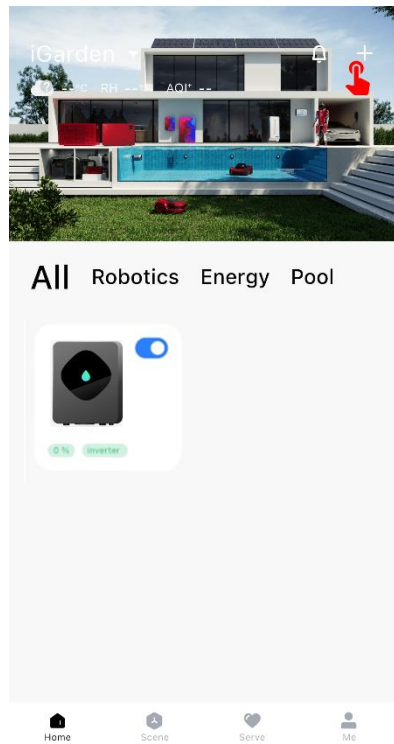 iGarden
--°C RH --% AQI* --
All Robotics Energy Pool
0 % inverter
Home Scene Serve Me